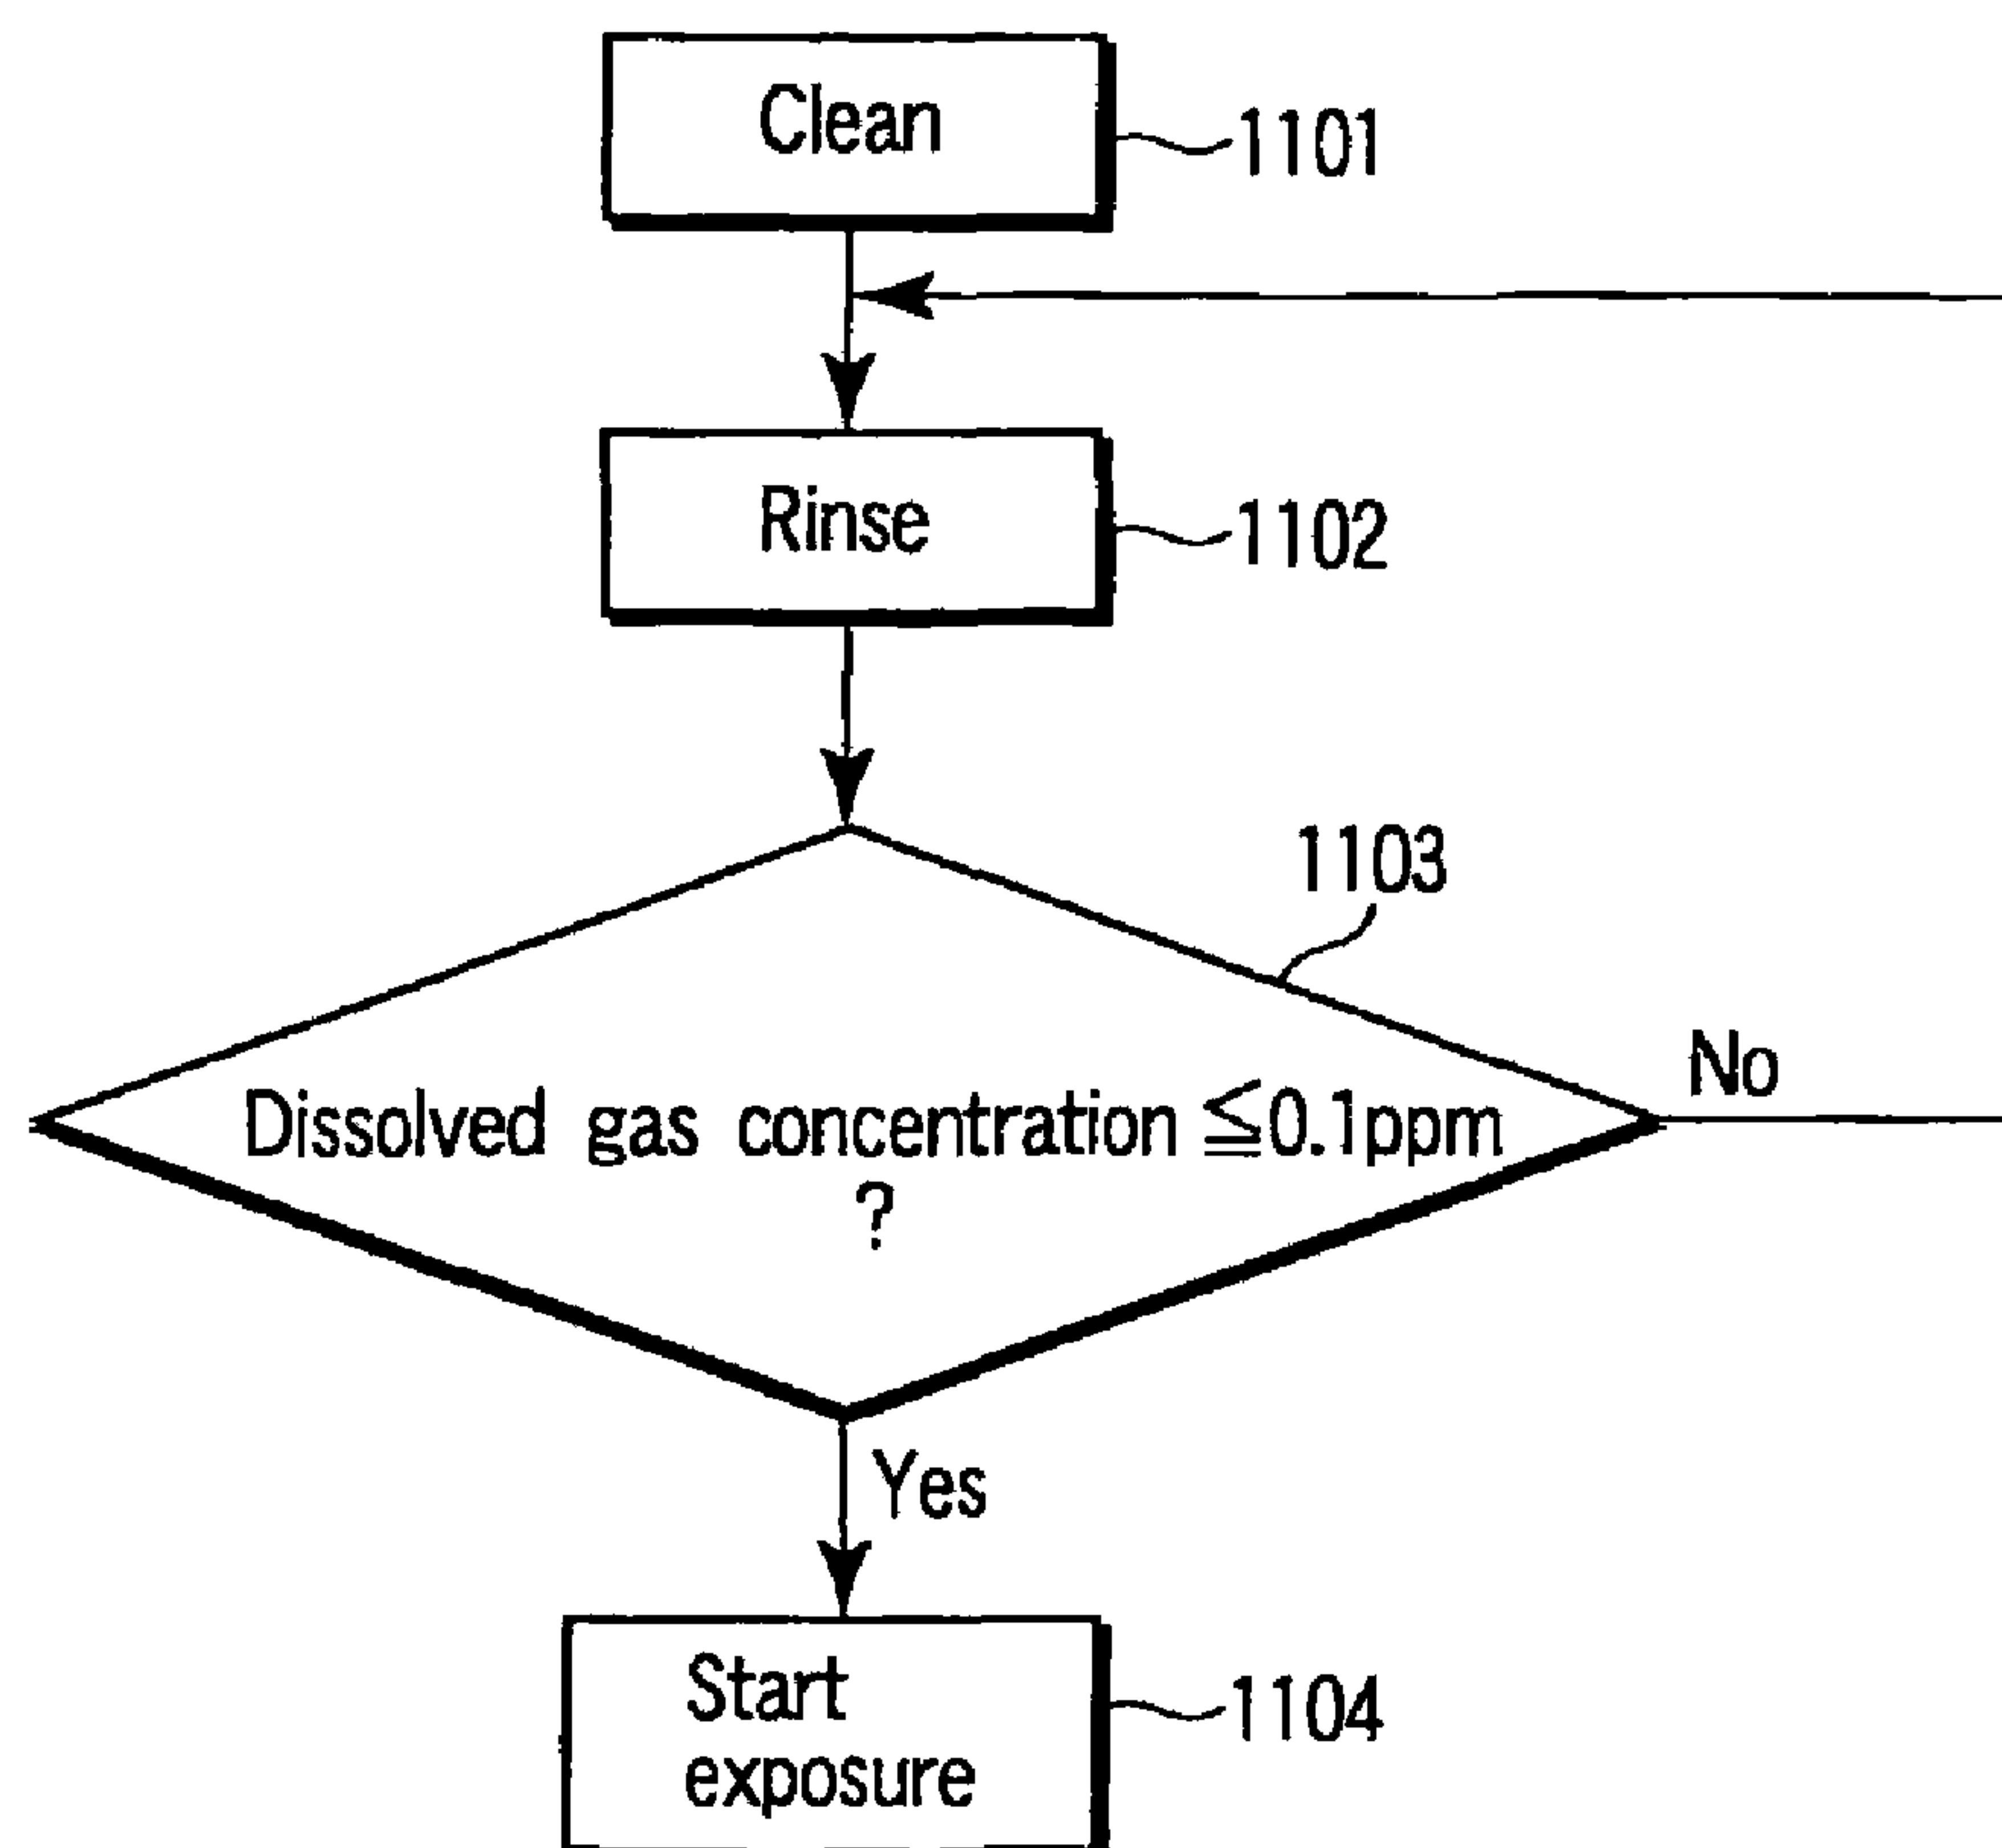 Clean
1101
Rinse
1102
1103
No
Dissolved gas concentration ≦0.1ppm
?
Yes
Start
exposure
1104